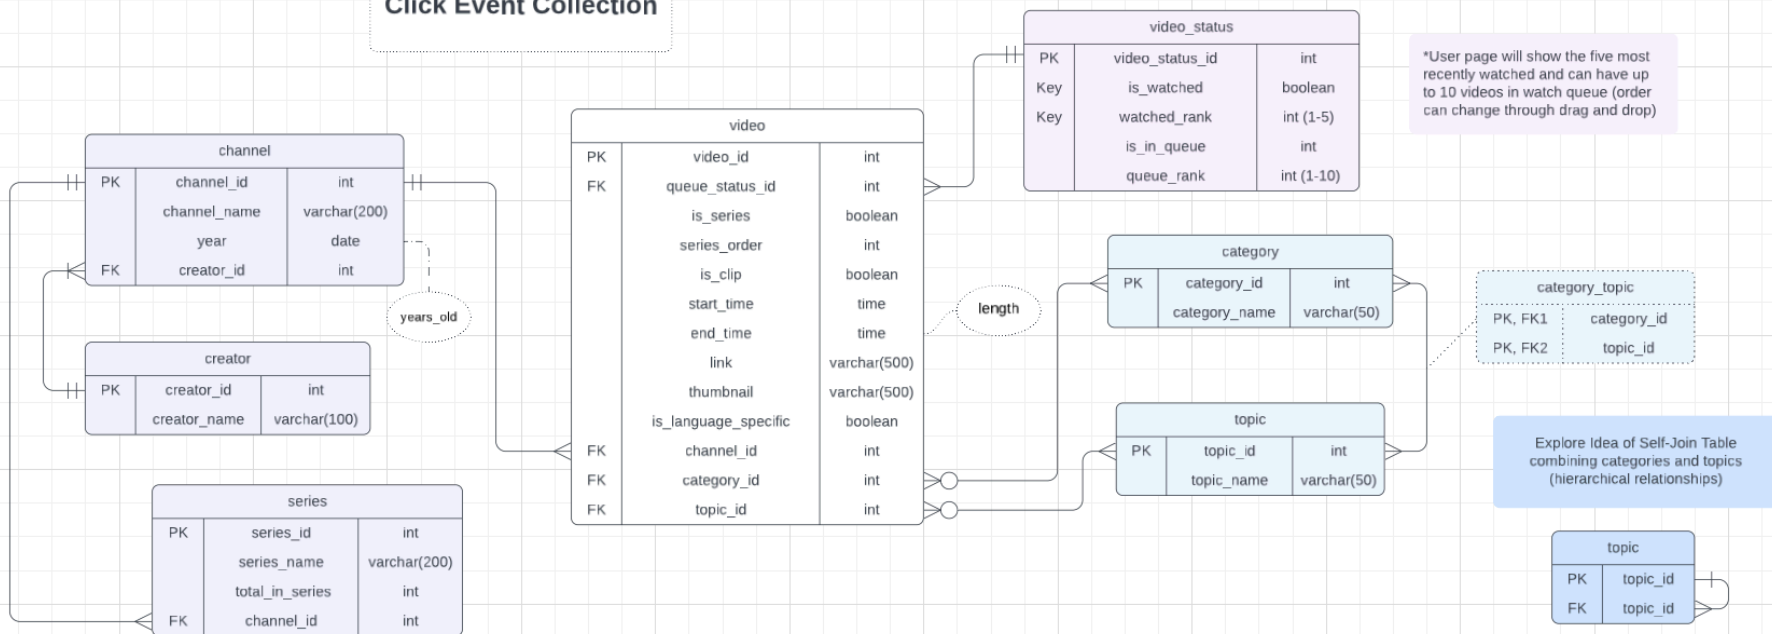 Click Event Collection
video_status
PK video_status_id int
Key is_watched boolean
Key watched_rank int (1-5)
is_in_queue int
queue_rank int (1-10)
*User page will show the five most
recently watched and can have up
to 10 videos in watch queue (order
can change through drag and drop)
channel
PK channel_id int
channel_name varchar(200)
year date
FK creator_id int
years_old
creator
PK creator_id int
creator_name varchar(100)
series
PK series_id int
series_name varchar(200)
total_in_series int
FK channel_id int
video
PK video_id int
FK queue_status_id int
is_series boolean
series_order int
is_clip boolean
start_time time
end_time time
link varchar(500)
thumbnail varchar(500)
is_language_specific boolean
FK channel_id int
FK category_id int
FK topic_id int
length
category
PK category_id int
category_name varchar(50)
category_topic
PK, FK1 category_id
PK, FK2 topic_id
topic
PK topic_id int
topic_name varchar(50)
Explore Idea of Self-Join Table
combining categories and topics
(hierarchical relationships)
topic
PK topic_id
FK topic_id